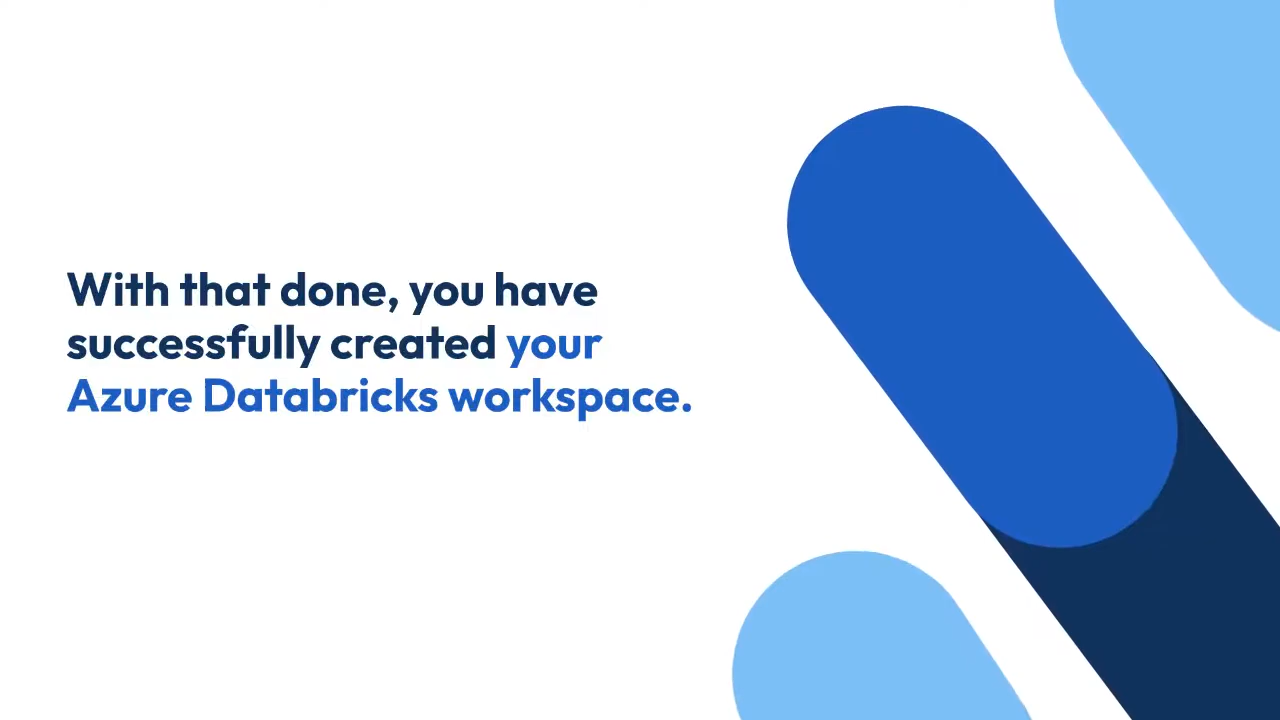 With that done, you have
successfully created your
Azure Databricks workspace.